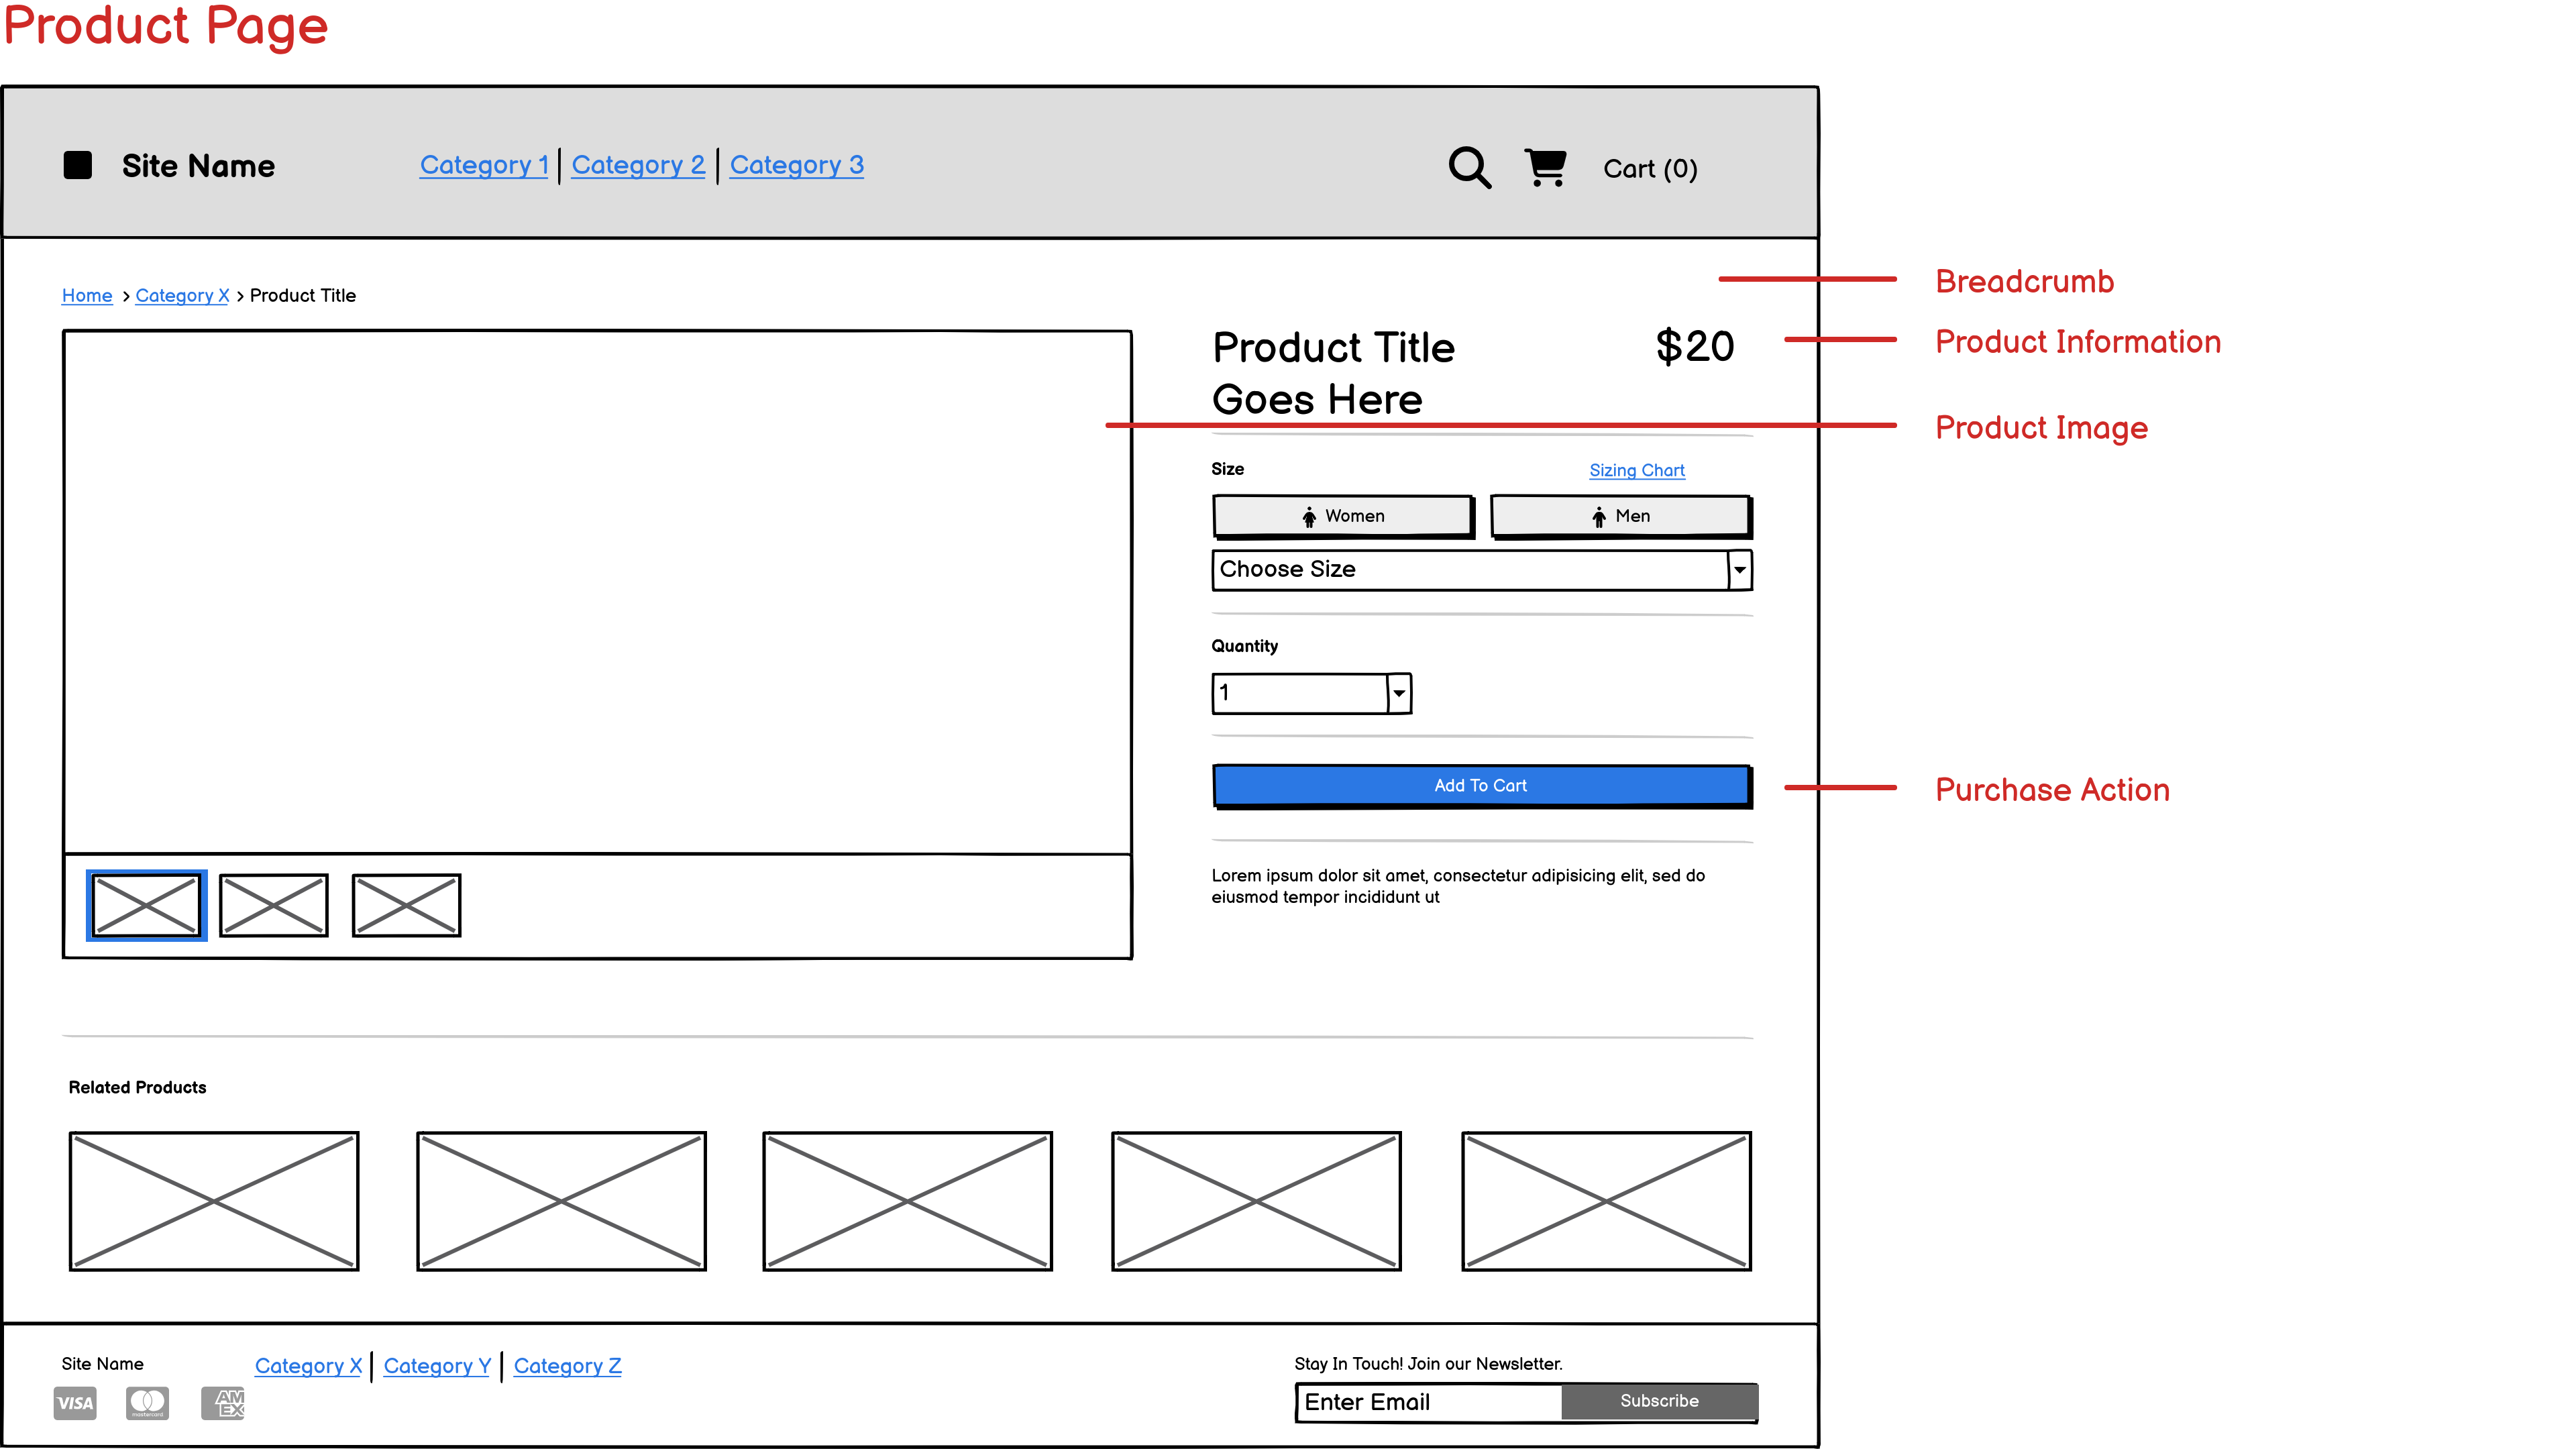 Product Page
Site Name
Category 1 | Category 2 | Category 3
Cart (0)
Home > Category X > Product Title
Breadcrumb
Product Title
Goes Here
$20
Product Information
Product Image
Size
Sizing Chart
Women
Men
Choose Size
Quantity
1
Add To Cart
Purchase Action
Lorem ipsum dolor sit amet, consectetur adipisicing elit, sed do
eiusmod tempor incididunt ut
Related Products
Site Name
Category X | Category Y | Category Z
VISA
mastercard
AM
EX
Stay In Touch! Join our Newsletter.
Enter Email
Subscribe